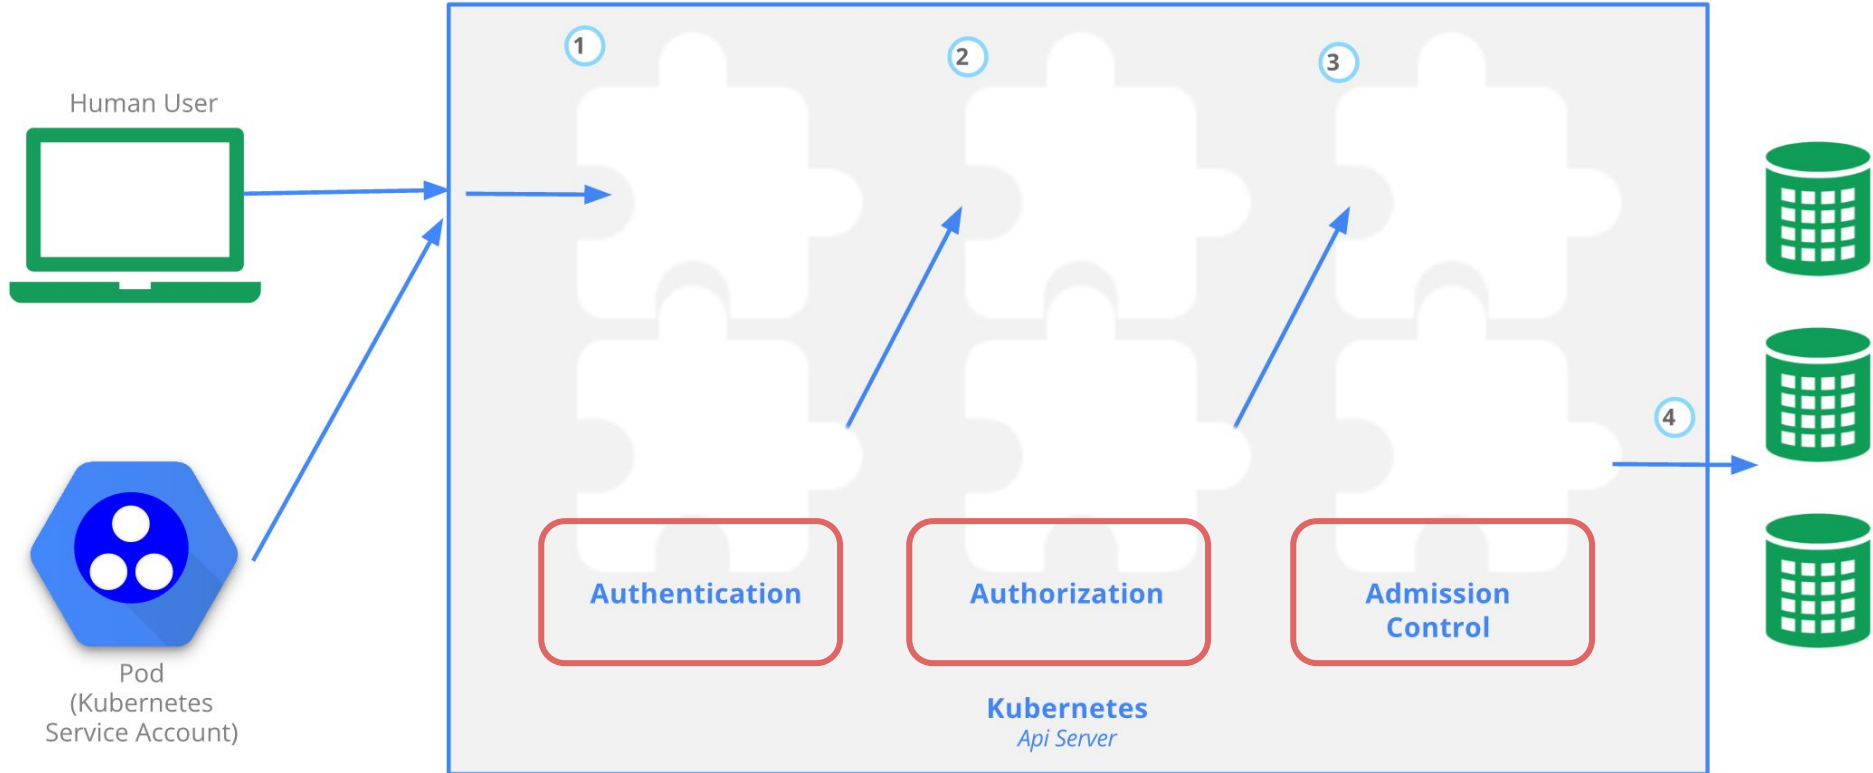 Human User
Pod
(Kubernetes
Service Account)
1
2
3
4
Authentication
Authorization
Admission
Control
Kubernetes
Api Server